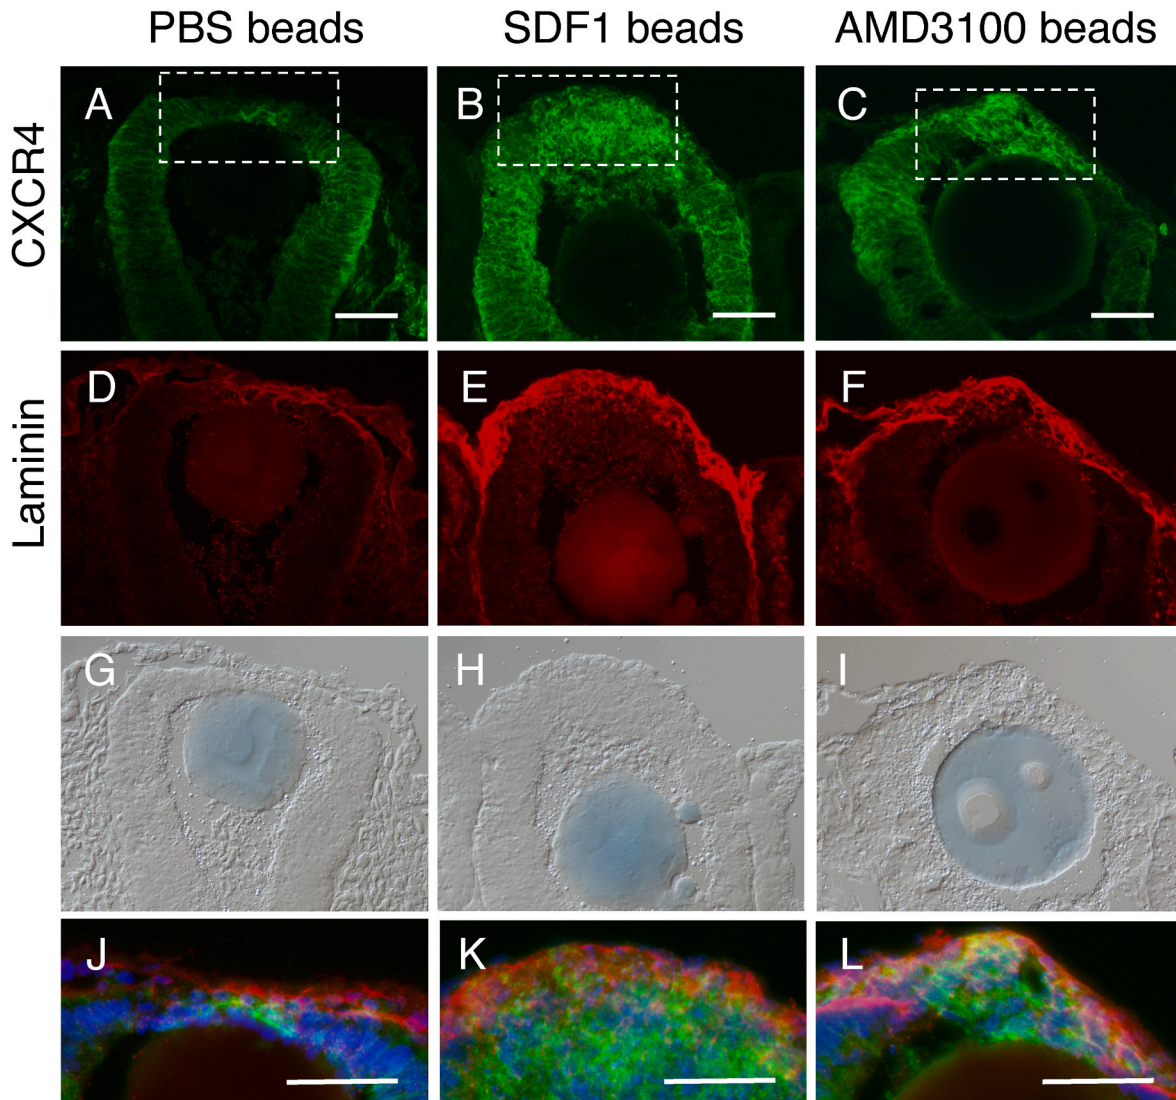 PBS beads
SDF1 beads
AMD3100 beads
CXCR4
A
B
C
Laminin
D
E
F
G
H
I
J
K
L